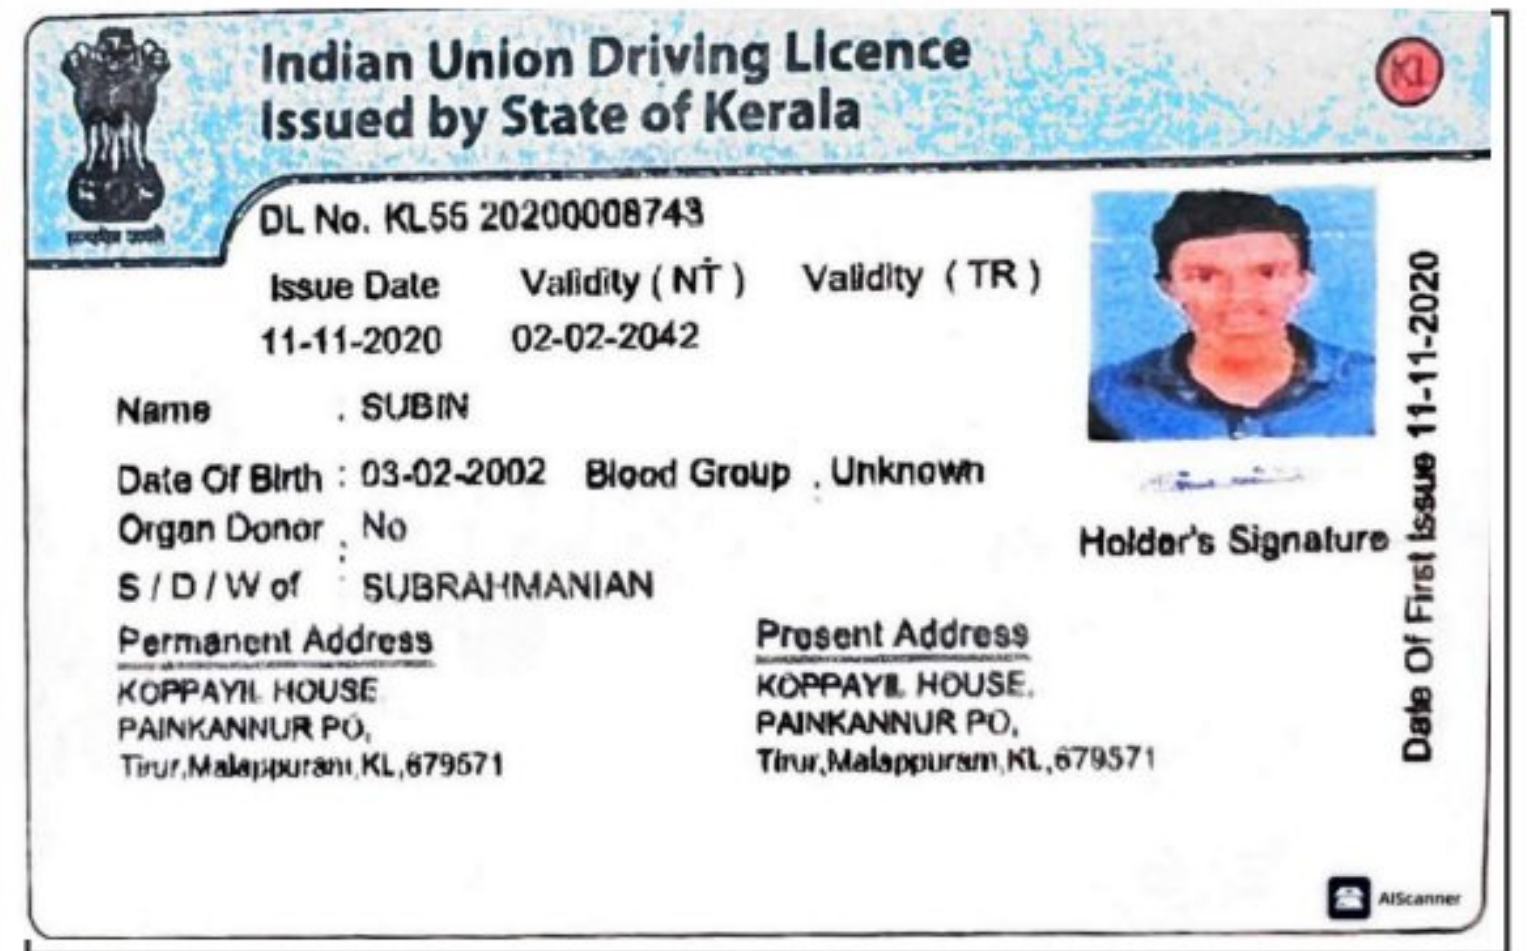 Indian Union Driving Licence
Issued by State of Kerala
KL
DL No. KL55 20200008743
Issue Date Validity ( NT ) Validity ( TR )
11-11-2020 02-02-2042
Name : SUBIN
Date Of Birth : 03-02-2002 Blood Group : Unknown
Organ Donor : No
Holder's Signature
S / D / W of : SUBRAHMANIAN
Permanent Address
KOPPAYIL HOUSE
PAINKANNUR PO,
Tirur,Malappuram,KL,679571
Present Address
KOPPAYIL HOUSE,
PAINKANNUR PO,
Tirur,Malappuram,KL,679571
Date Of First Issue 11-11-2020
AIScanner